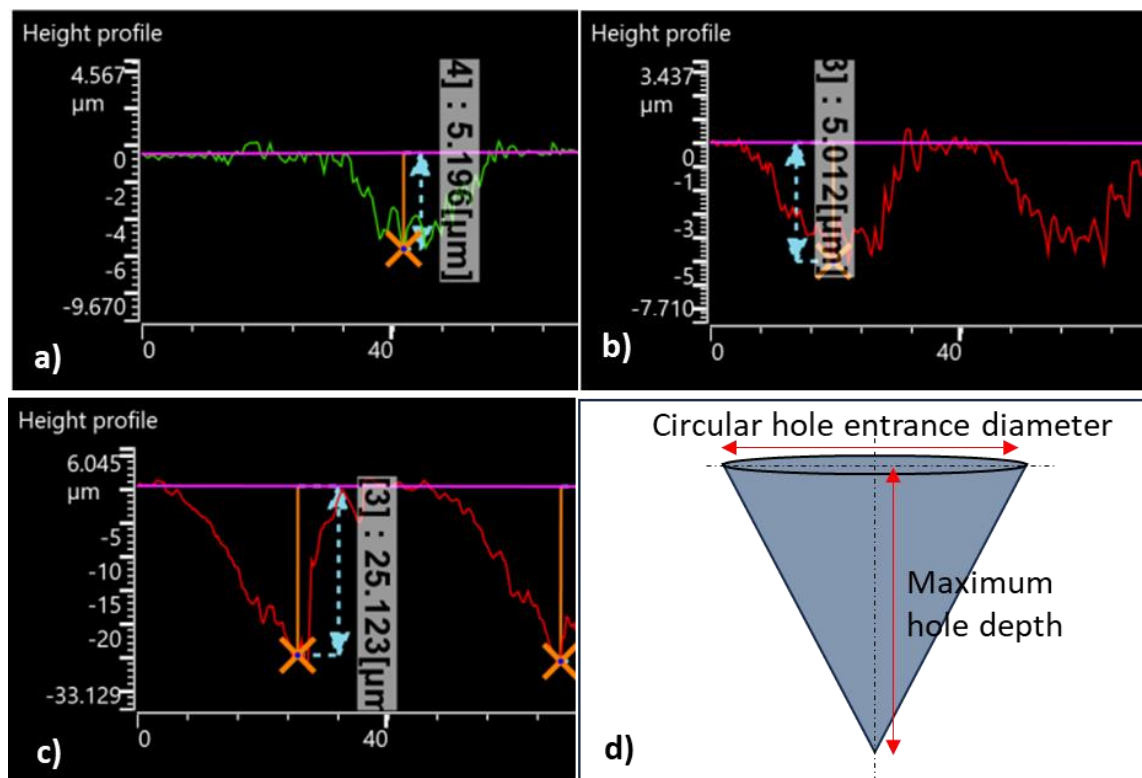 Height profile
4.567
µm
0
-2
-4
-6
-9.670
0
40
4] : 5.196[µm]
a)
Height profile
3.437
µm
0
-1
-3
-5
-7.710
0
40
3] : 5.012[µm]
b)
Height profile
6.045
µm
-5
-10
-15
-20
-33.129
0
40
[3] : 25.123[µm
c)
Circular hole entrance diameter
Maximum
hole depth
d)